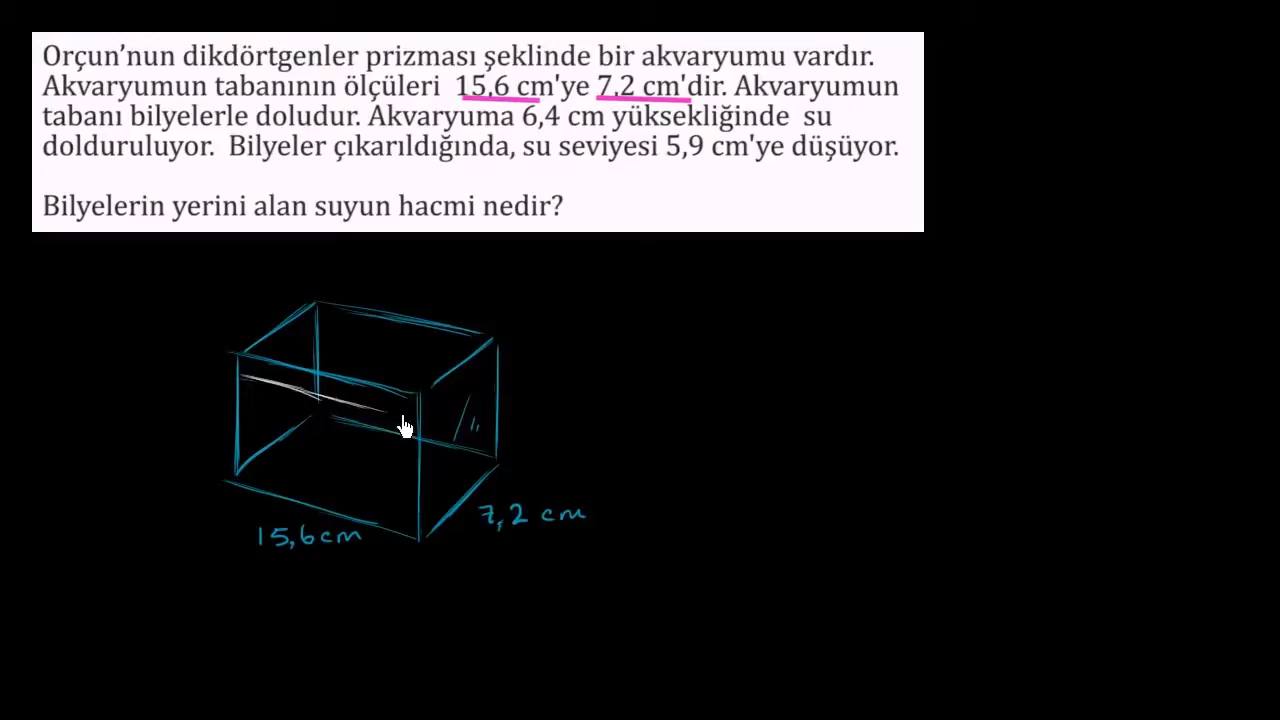 Orçun’nun dikdörtgenler prizması şeklinde bir akvaryumu vardır.
Akvaryumun tabanının ölçüleri 15,6 cm'ye 7,2 cm'dir. Akvaryumun
tabanı bilyelerle doludur. Akvaryuma 6,4 cm yüksekliğinde su
dolduruluyor. Bilyeler çıkarıldığında, su seviyesi 5,9 cm'ye düşüyor.
Bilyelerin yerini alan suyun hacmi nedir?
7,2 cm
15,6cm